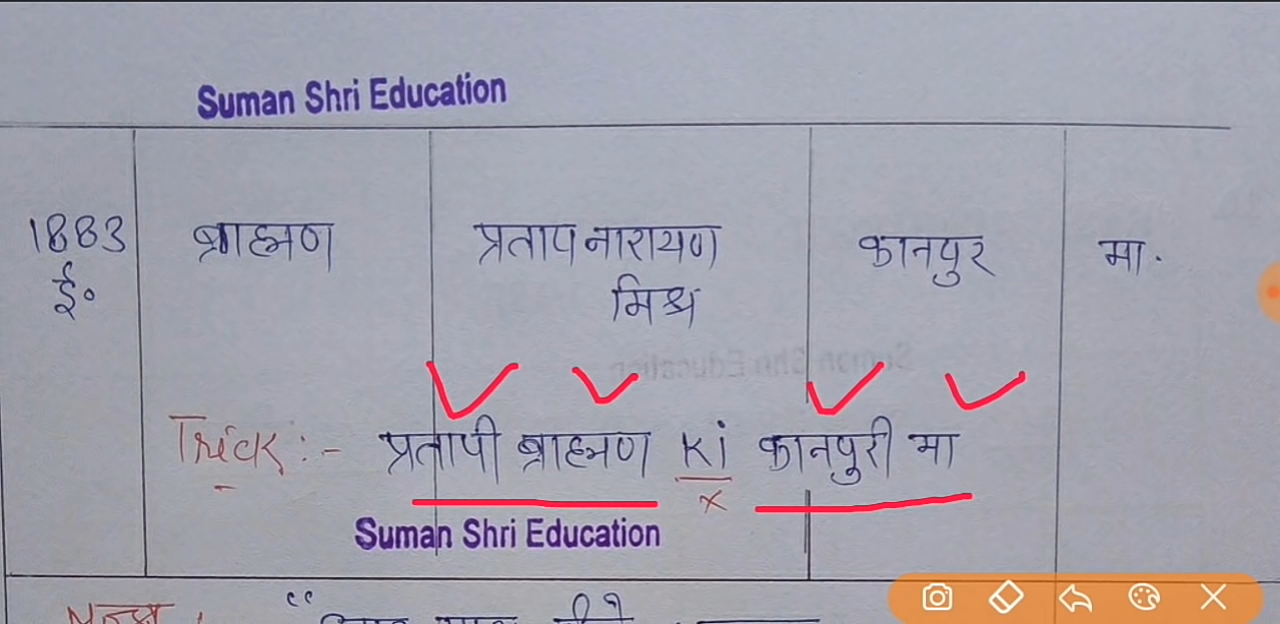 Suman Shri Education
1883 ई० ब्राह्मण प्रतापनारायण मिश्र कानपुर मा.
Trick :- प्रतापी ब्राह्मण Ki कानपुरी मा
x
Suman Shri Education